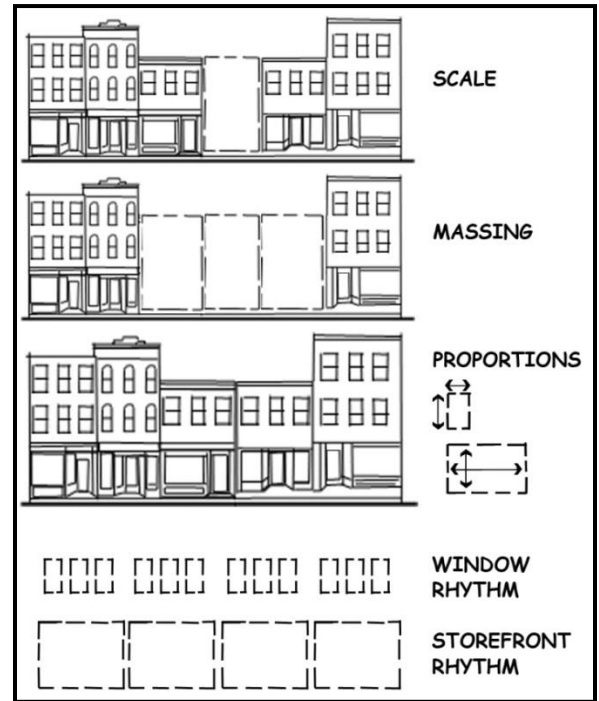 SCALE
MASSING
PROPORTIONS
WINDOW
RHYTHM
STOREFRONT
RHYTHM